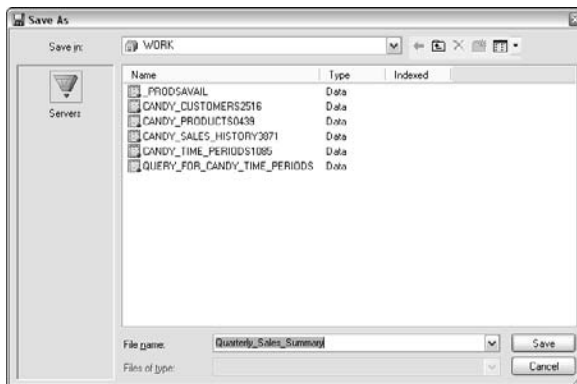 Save As
Save in: WORK
Name Type Indexed
_PRODSAVAIL Data
CANDY_CUSTOMERS2516 Data
CANDY_PRODUCTS0439 Data
CANDY_SALES_HISTORY3871 Data
CANDY_TIME_PERIODS1085 Data
QUERY_FOR_CANDY_TIME_PERIODS Data
Servers
File name: Quarterly_Sales_Summary Save
Files of type: Cancel